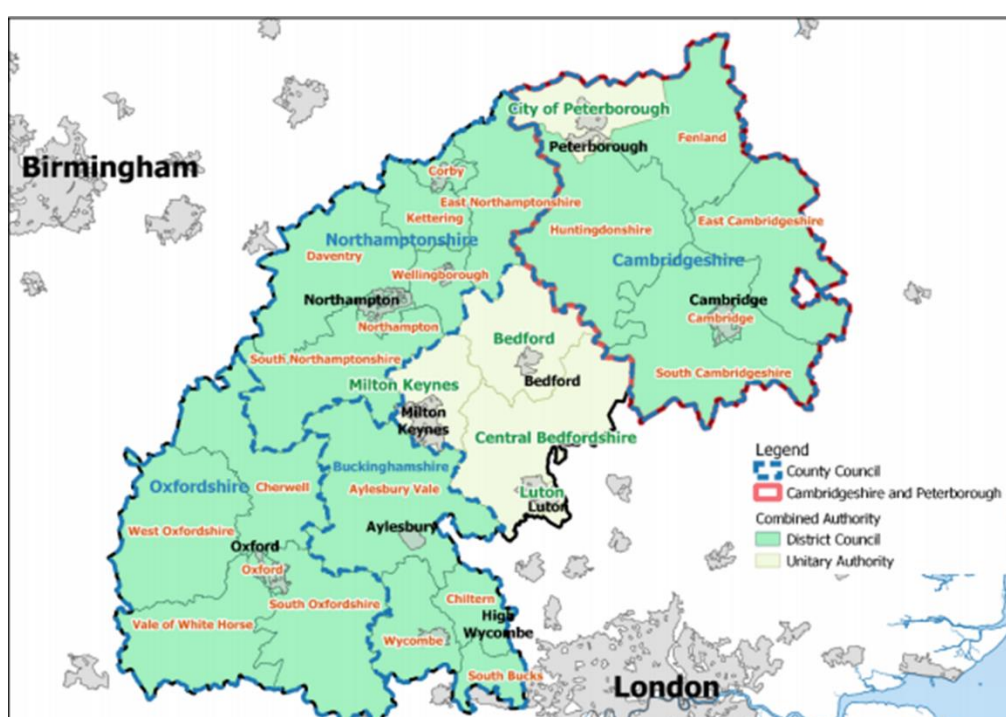 City of Peterborough
Peterborough
Fenland
Birmingham
Corby
East Northamptonshire
Kettering
Huntingdonshire
East Cambridgeshire
Northamptonshire
Daventry
Cambridgeshire
Wellingborough
Northampton
Cambridge
Cambridge
Northampton
Bedford
South Northamptonshire
South Cambridgeshire
Milton Keynes
Bedford
Milton
Keynes
Central Bedfordshire
Legend
County Council
Cambridgeshire and Peterborough
Combined Authority
District Council
Unitary Authority
Buckinghamshire
Oxfordshire
Cherwell
Aylesbury Vale
Luton
Luton
West Oxfordshire
Aylesbury
Oxford
Oxford
South Oxfordshire
Chiltern
High
Wycombe
Vale of White Horse
Wycombe
South Bucks
London